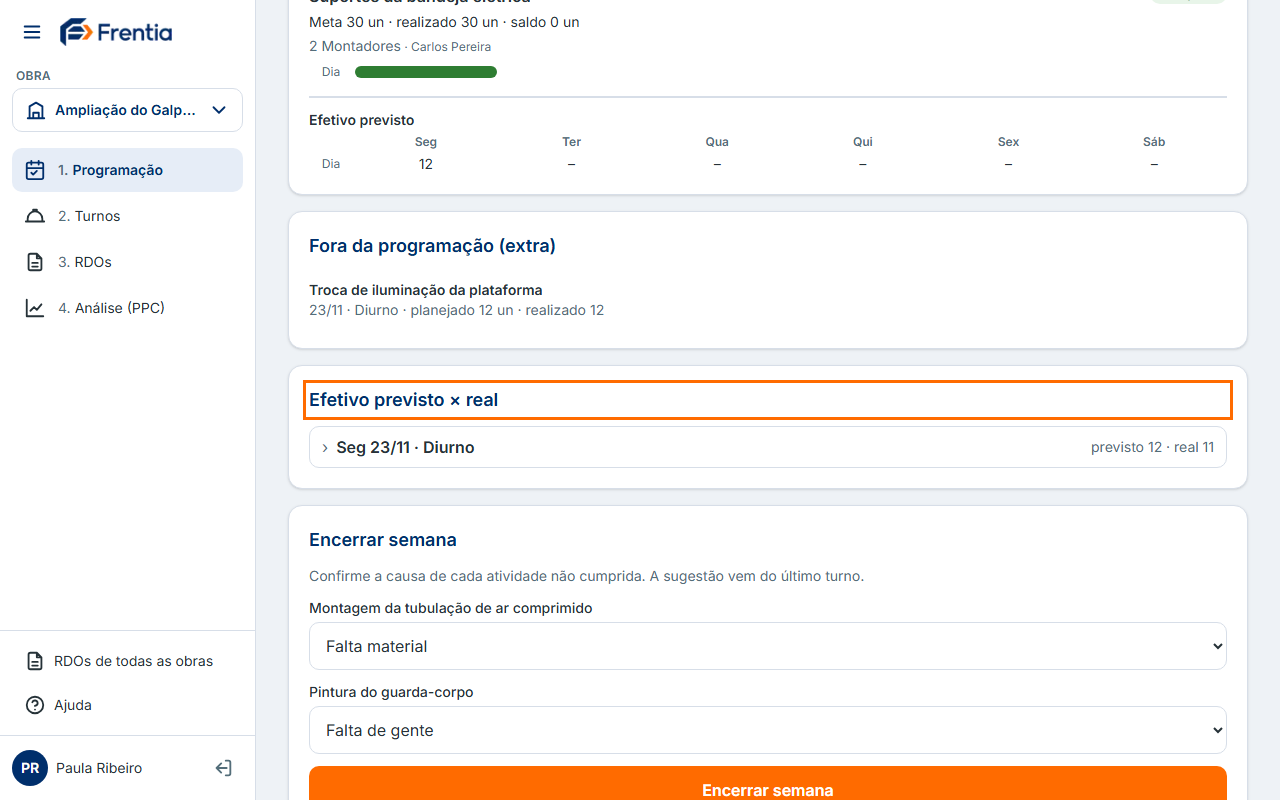 Frentia
OBRA
Ampliação do Galp...
1. Programação
2. Turnos
3. RDOs
4. Análise (PPC)
RDOs de todas as obras
Ajuda
PR Paula Ribeiro
Suportes da bandeja elétrica
Meta 30 un · realizado 30 un · saldo 0 un
2 Montadores · Carlos Pereira
Dia
Efetivo previsto
Seg Ter Qua Qui Sex Sáb
Dia 12 – – – – –
Fora da programação (extra)
Troca de iluminação da plataforma
23/11 · Diurno · planejado 12 un · realizado 12
Efetivo previsto × real
› Seg 23/11 · Diurno previsto 12 · real 11
Encerrar semana
Confirme a causa de cada atividade não cumprida. A sugestão vem do último turno.
Montagem da tubulação de ar comprimido
Falta material
Pintura do guarda-corpo
Falta de gente
Encerrar semana